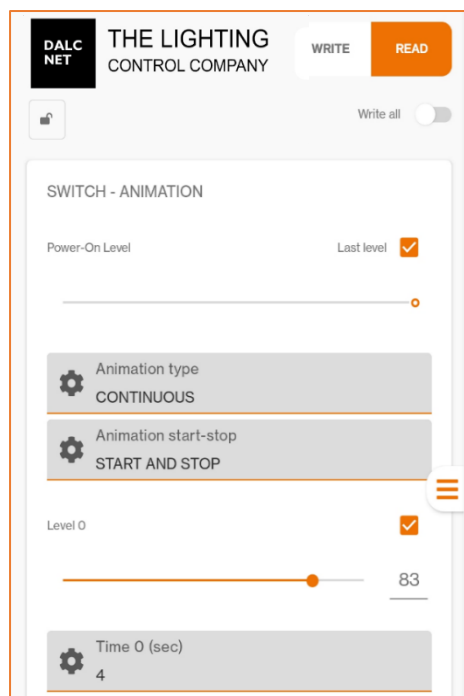 DALC
NET
THE LIGHTING
CONTROL COMPANY
WRITE
READ
Write all
SWITCH - ANIMATION
Power-On Level
Last level
Animation type
CONTINUOUS
Animation start-stop
START AND STOP
Level 0
83
Time 0 (sec)
4